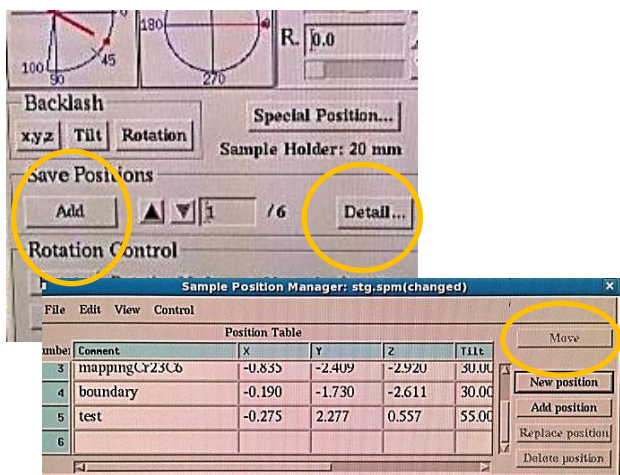 180
0
R. 0.0
100
90
45
270
Backlash
x,y,z Tilt Rotation
Special Position...
Sample Holder: 20 mm
Save Positions
Add
1 /6
Detail...
Rotation Control
Sample Position Manager: stg.spm(changed)
File Edit View Control
Position Table
Comment X Y Z Tilt
3 mappingCr23C6 -0.835 -2.409 -2.920 30.00
4 boundary -0.190 -1.730 -2.611 30.00
5 test -0.275 2.277 0.557 55.00
6
Move
New position
Add position
Replace position
Delete position